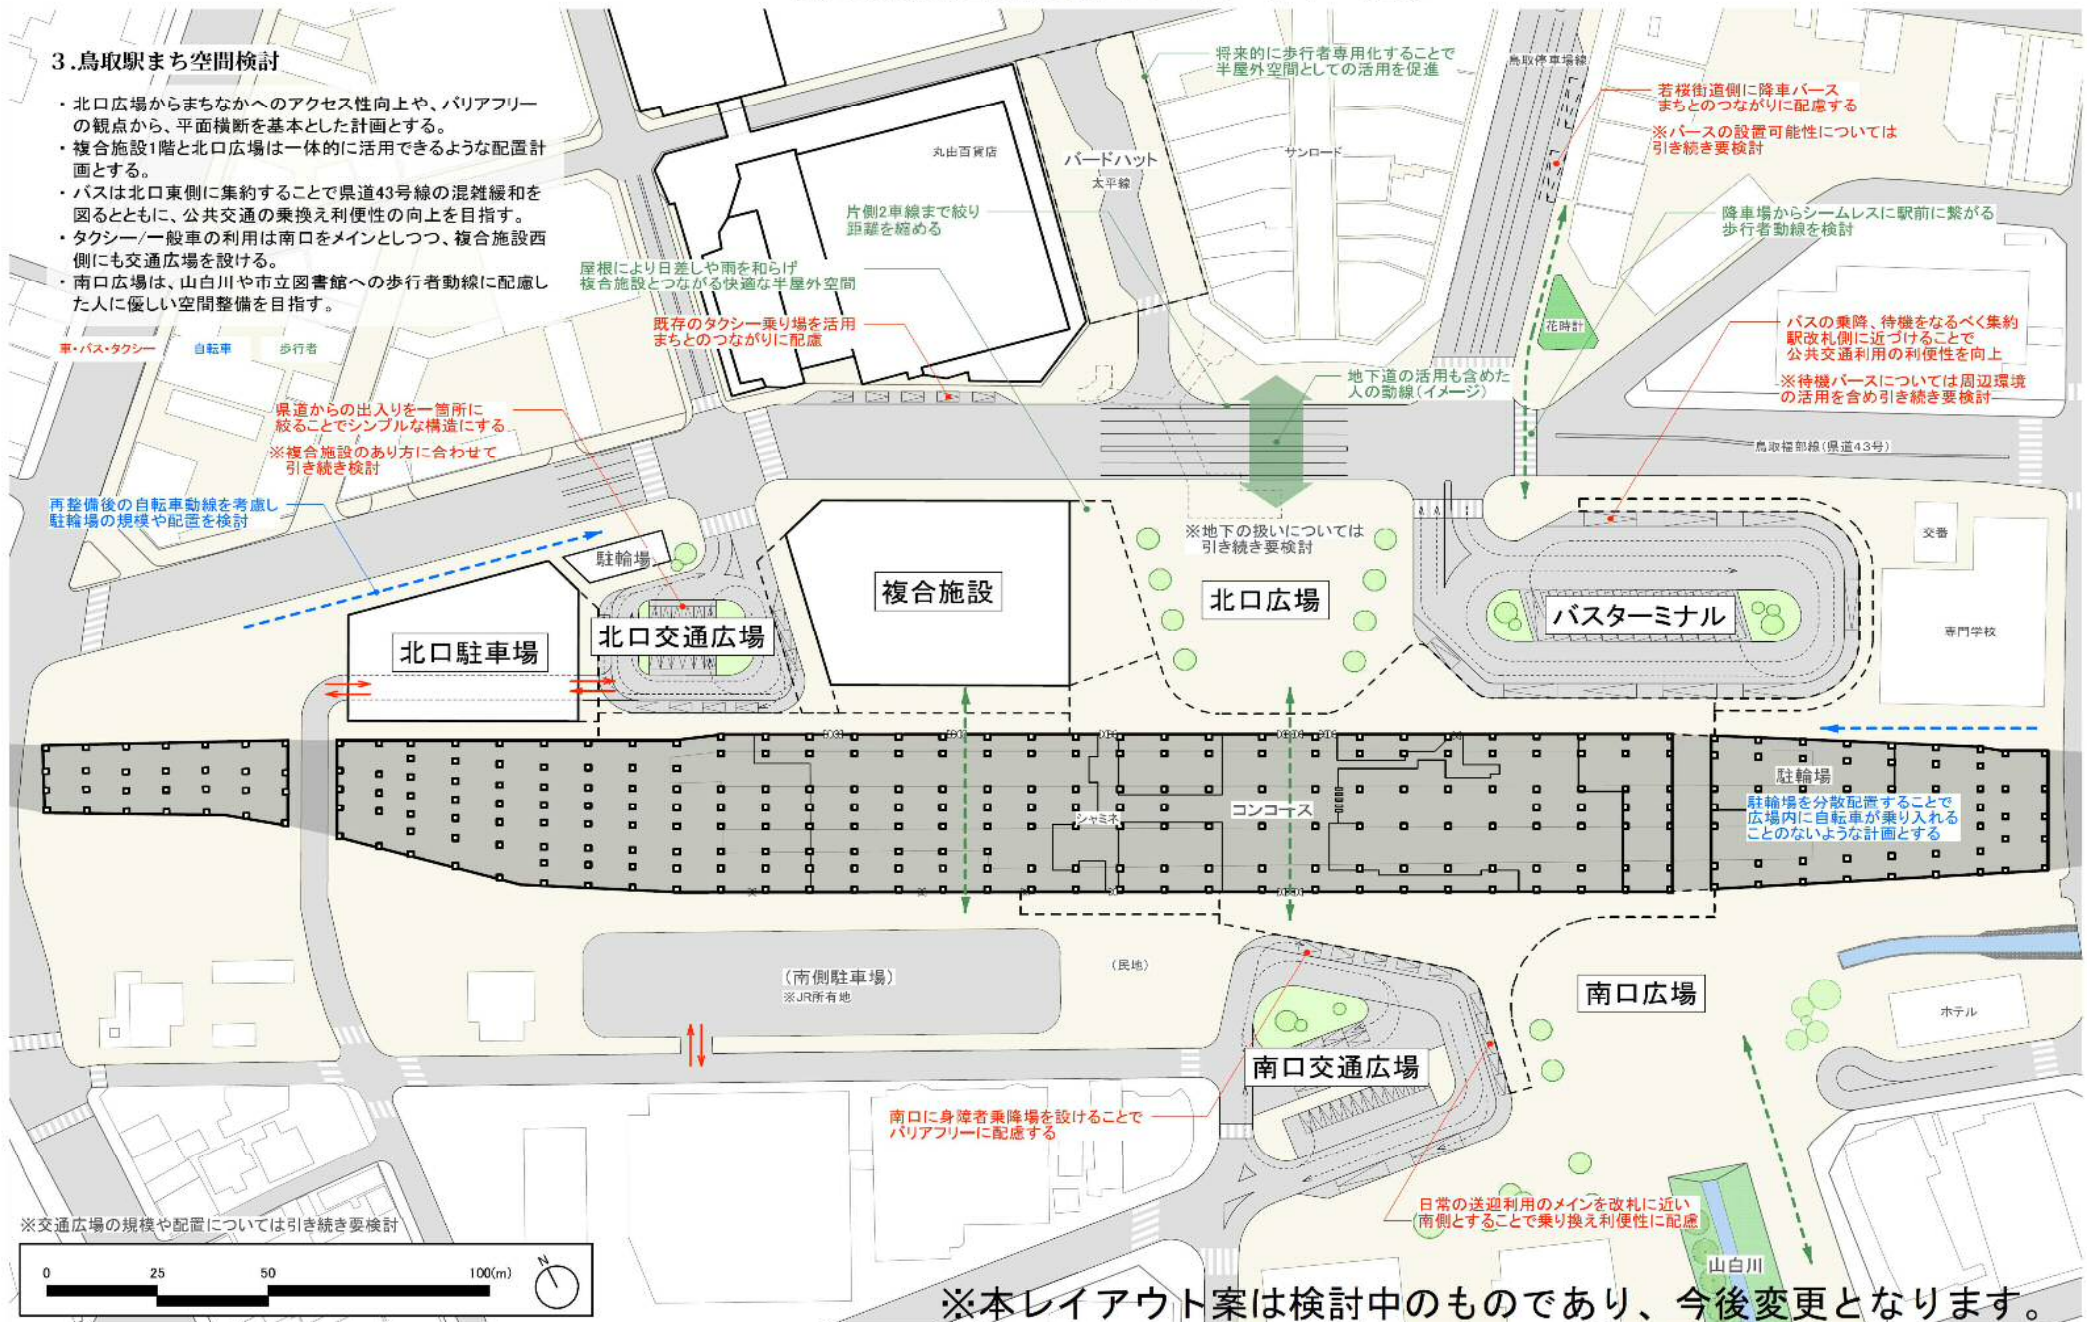 3.鳥取駅まち空間検討
・北口広場からまちなかへのアクセス性向上や、バリアフリー
の観点から、平面横断を基本とした計画とする。
・複合施設1階と北口広場は一体的に活用できるような配置計
画とする。
・バスは北口東側に集約することで県道43号線の混雑緩和を
図るとともに、公共交通の乗換え利便性の向上を目指す。
・タクシー/一般車の利用は南口をメインとしつつ、複合施設西
側にも交通広場を設ける。
・南口広場は、山白川や市立図書館への歩行者動線に配慮し
た人に優しい空間整備を目指す。
車・バス・タクシー
自転車
歩行者
将来的に歩行者専用化することで
半屋外空間としての活用を促進
鳥取停車場線
若桜街道側に降車バース
まちとのつながりに配慮する
※バースの設置可能性については
引き続き要検討
丸由百貨店
バードハット
太平線
サンロード
片側2車線まで絞り
距離を縮める
降車場からシームレスに駅前に繋がる
歩行者動線を検討
屋根により日差しや雨を和らげ
複合施設とつながる快適な半屋外空間
既存のタクシー乗り場を活用
まちとのつながりに配慮
花時計
バスの乗降、待機をなるべく集約
駅改札側に近づけることで
公共交通利用の利便性を向上
※待機バースについては周辺環境
の活用を含め引き続き要検討
地下道の活用も含めた
人の動線(イメージ)
県道からの出入りを一箇所に
絞ることでシンプルな構造にする
※複合施設のあり方に合わせて
引き続き検討
鳥取福部線(県道43号)
再整備後の自転車動線を考慮し
駐輪場の規模や配置を検討
※地下の扱いについては
引き続き要検討
交番
駐輪場
複合施設
北口広場
バスターミナル
専門学校
北口駐車場
北口交通広場
駐輪場
駐輪場を分散配置することで
広場内に自転車が乗り入れる
ことのないような計画とする
シャミネ
コンコース
(南側駐車場)
※JR所有地
(民地)
南口広場
ホテル
南口交通広場
南口に身障者乗降場を設けることで
バリアフリーに配慮する
日常の送迎利用のメインを改札に近い
南側とすることで乗り換え利便性に配慮
山白川
※交通広場の規模や配置については引き続き要検討
0 25 50 100(m)
N
※本レイアウト案は検討中のものであり、今後変更となります。